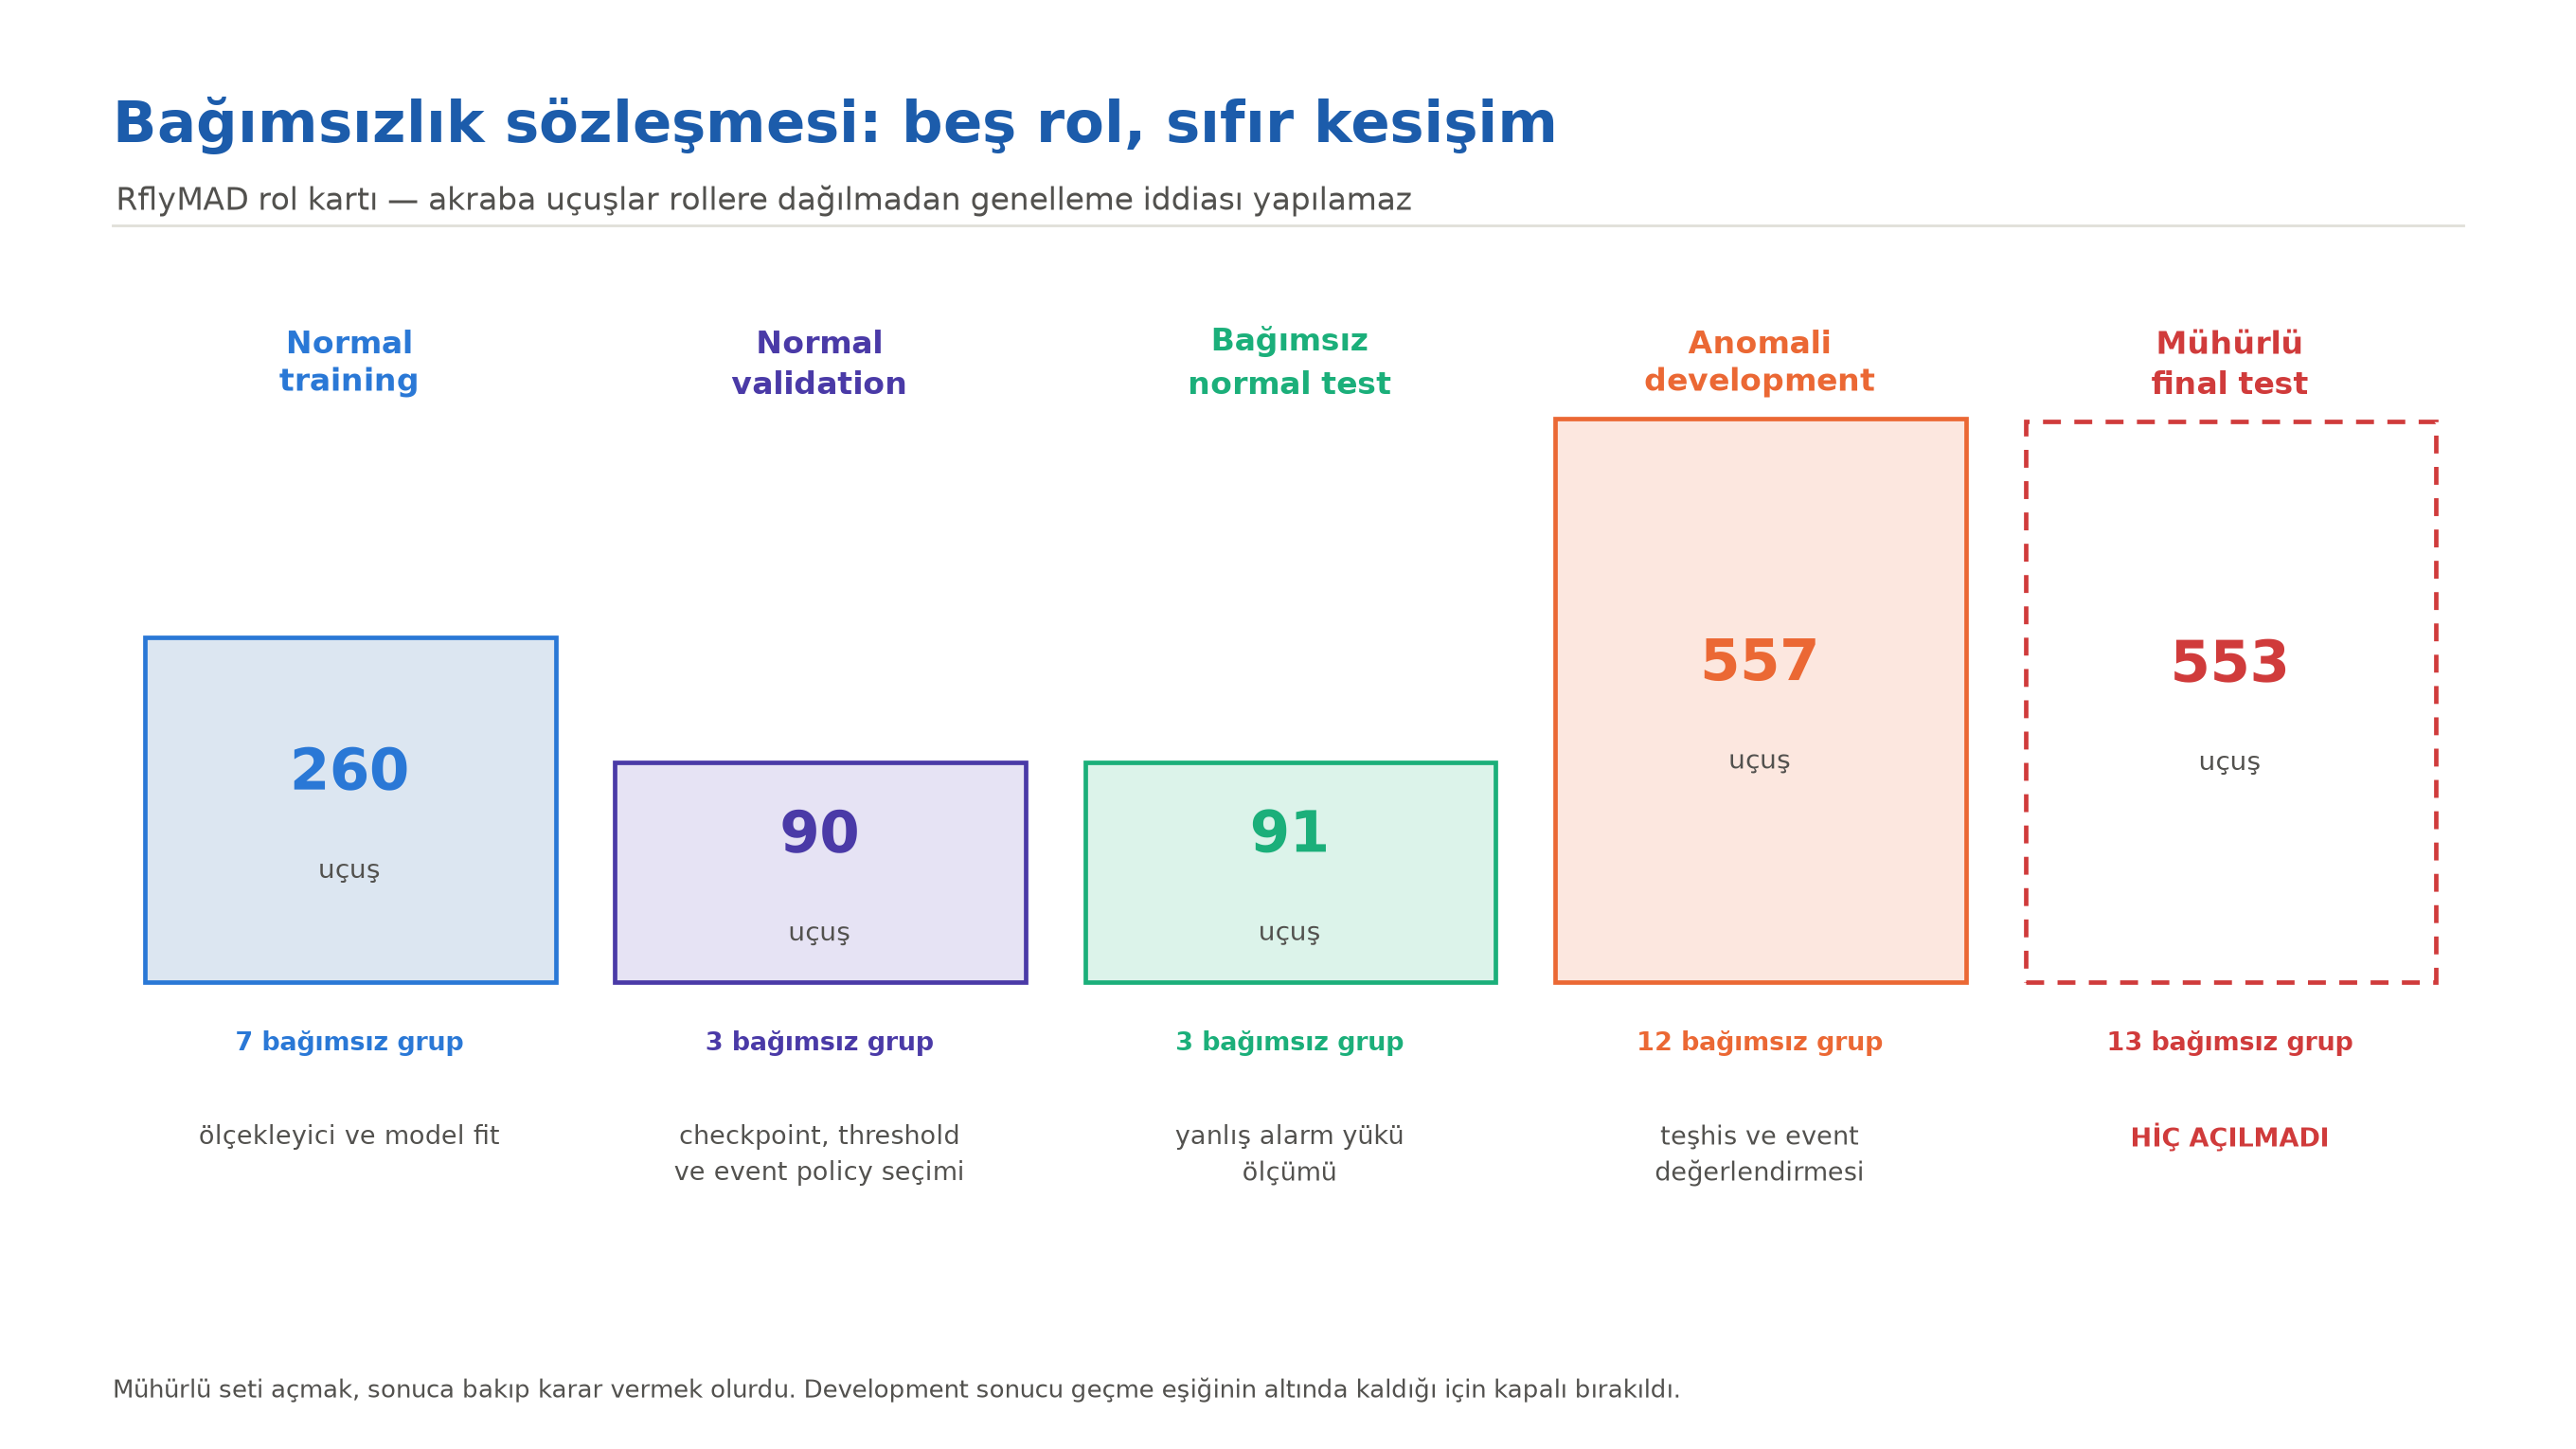 Bağımsızlık sözleşmesi: beş rol, sıfır kesişim
RflyMAD rol kartı — akraba uçuşlar rollere dağılmadan genelleme iddiası yapılamaz
Normal
training
260
uçuş
7 bağımsız grup
ölçekleyici ve model fit
Normal
validation
90
uçuş
3 bağımsız grup
checkpoint, threshold
ve event policy seçimi
Bağımsız
normal test
91
uçuş
3 bağımsız grup
yanlış alarm yükü
ölçümü
Anomali
development
557
uçuş
12 bağımsız grup
teşhis ve event
değerlendirmesi
Mühürlü
final test
553
uçuş
13 bağımsız grup
HİÇ AÇILMADI
Mühürlü seti açmak, sonuca bakıp karar vermek olurdu. Development sonucu geçme eşiğinin altında kaldığı için kapalı bırakıldı.